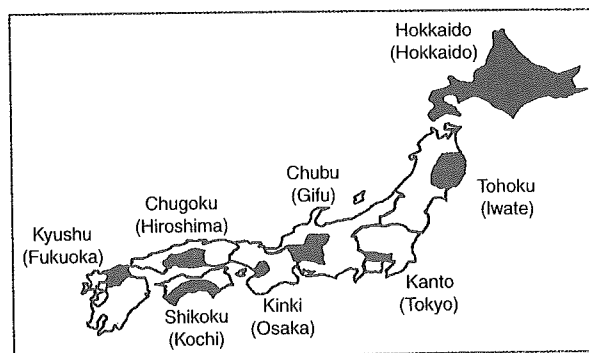 Hokkaido
(Hokkaido)
Tohoku
(Iwate)
Chubu
(Gifu)
Chugoku
(Hiroshima)
Kyushu
(Fukuoka)
Kanto
(Tokyo)
Kinki
(Osaka)
Shikoku
(Kochi)